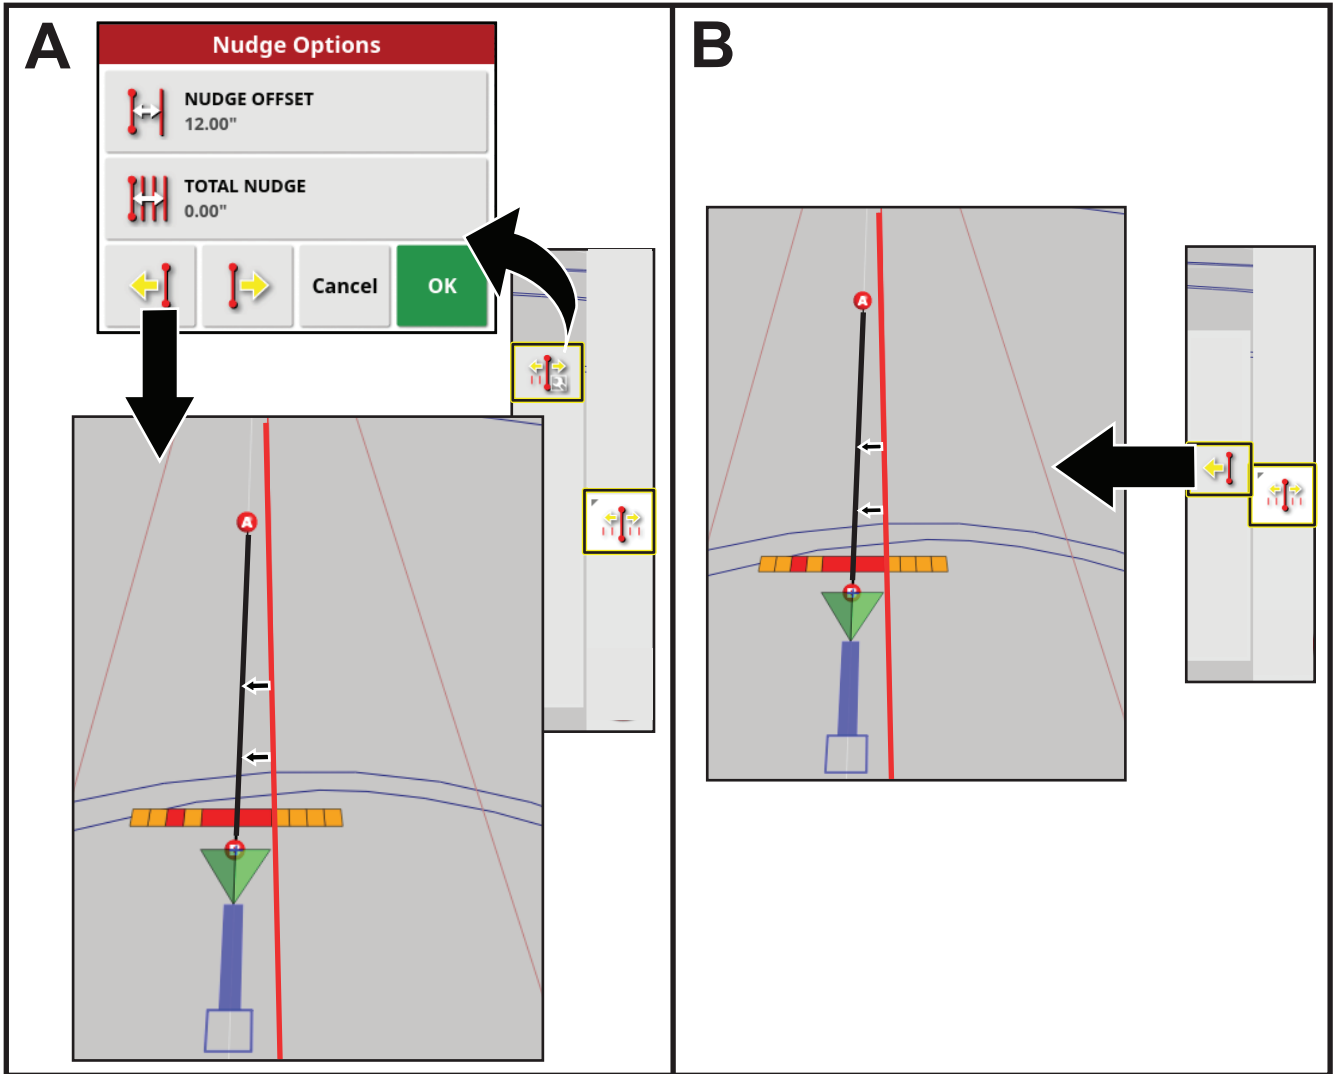 A
Nudge Options
NUDGE OFFSET
12.00"
TOTAL NUDGE
0.00"
Cancel
OK
A
B
A